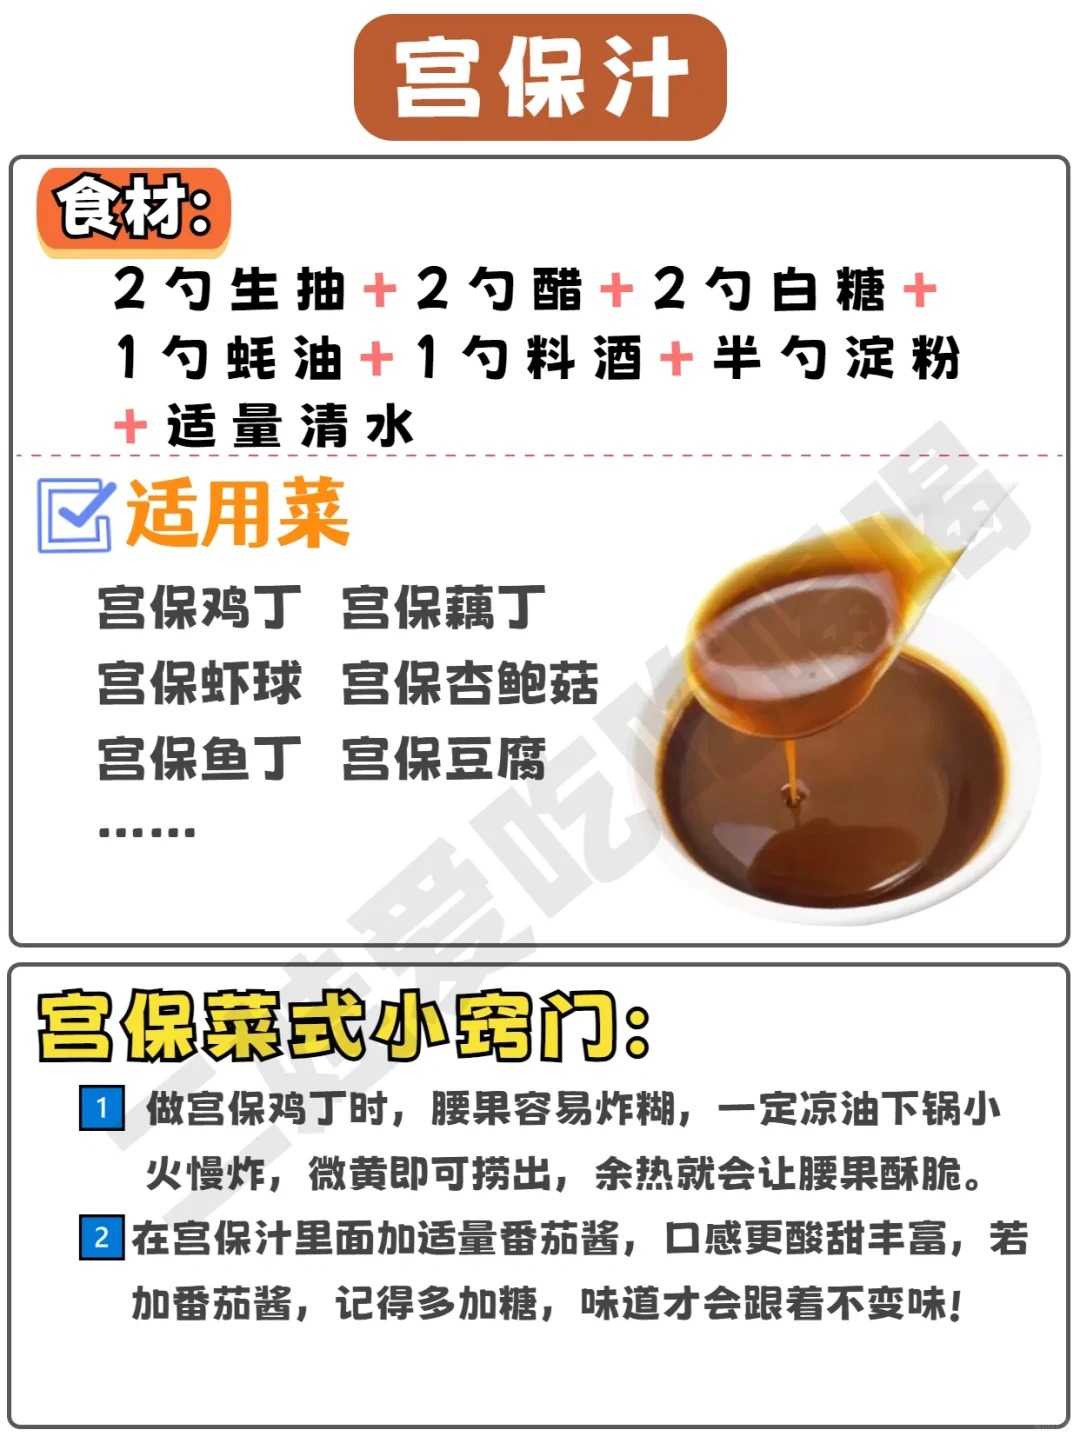 宫保汁
食材:
2勺生抽+2勺醋+2勺白糖+
1勺蚝油+1勺料酒+半勺淀粉
+适量清水
适用菜
宫保鸡丁 宫保藕丁
宫保虾球 宫保杏鲍菇
宫保鱼丁 宫保豆腐
……
宫保菜式小窍门:
1 做宫保鸡丁时，腰果容易炸糊，一定凉油下锅小
火慢炸，微黄即可捞出，余热就会让腰果酥脆。
2 在宫保汁里面加适量番茄酱，口感更酸甜丰富，若
加番茄酱，记得多加糖，味道才会跟着不变味！